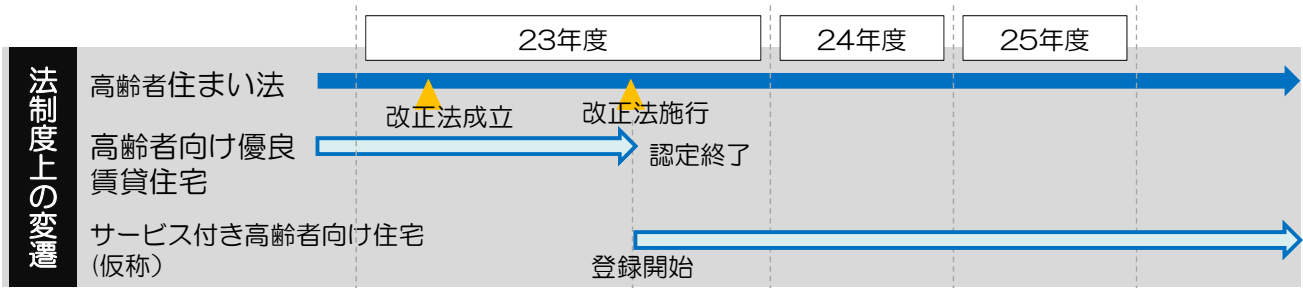 23年度
24年度
25年度
法制度上の変遷
高齢者住まい法
改正法成立
改正法施行
高齢者向け優良
賃貸住宅
認定終了
サービス付き高齢者向け住宅
(仮称）
登録開始